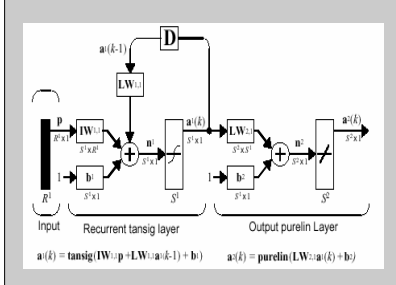 D
a¹(k-1)
LW1,1
p
R¹x1
IW1,1
S¹xR¹
1
b¹
S¹x1
n¹
S¹x1
a¹(k)
S¹x1
LW2,1
S²xS¹
1
b²
S²x1
n²
S²x1
a²(k)
S²x1
R¹
S¹
S²
Input
Recurrent tansig layer
Output purelin Layer
a¹(k) = tansig(IW1,1p +LW1,1a¹(k-1) + b¹)
a²(k) = purelin(LW2,1a¹(k) + b²)